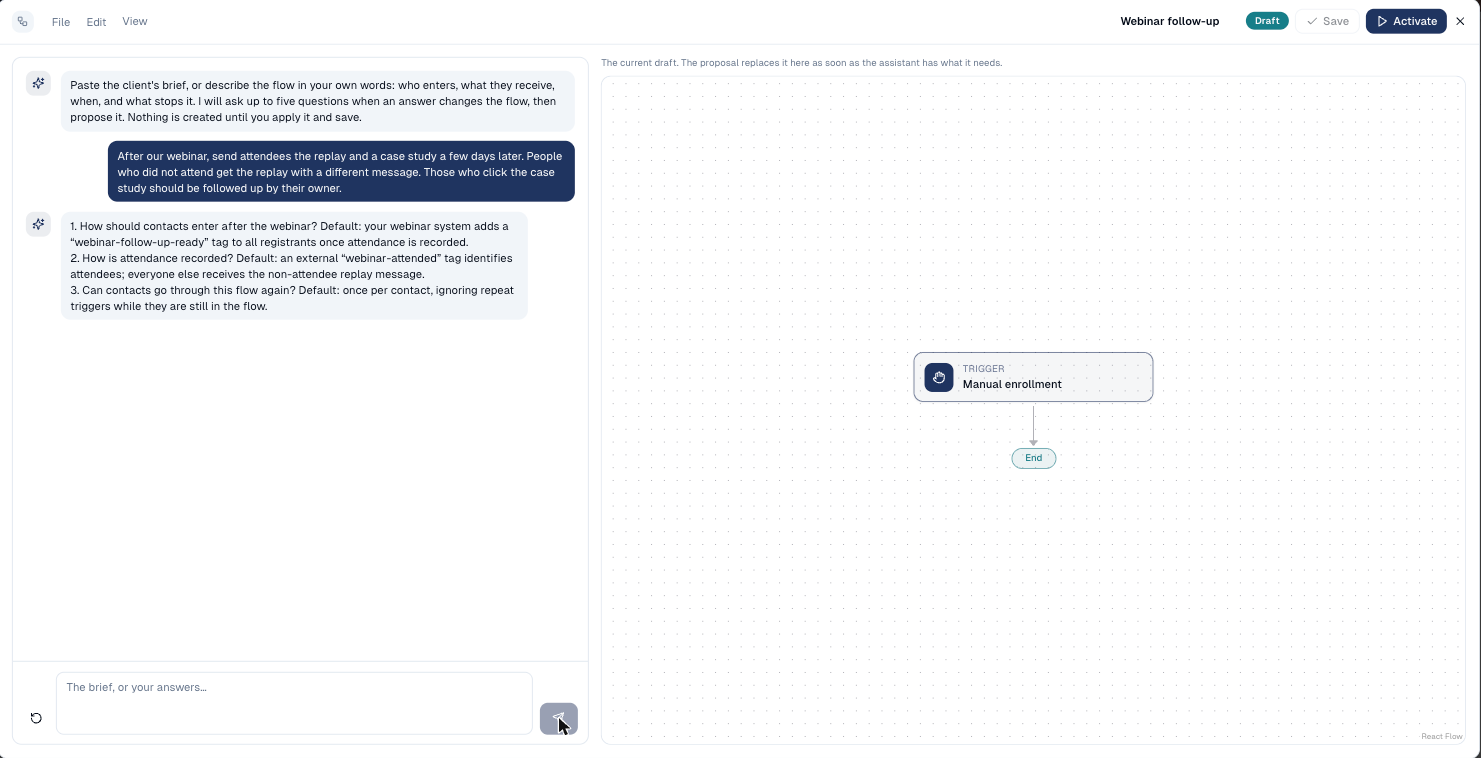 File Edit View
Webinar follow-up Draft Save Activate
Paste the client's brief, or describe the flow in your own words: who enters, what they receive,
when, and what stops it. I will ask up to five questions when an answer changes the flow, then
propose it. Nothing is created until you apply it and save.
After our webinar, send attendees the replay and a case study a few days later. People
who did not attend get the replay with a different message. Those who click the case
study should be followed up by their owner.
1. How should contacts enter after the webinar? Default: your webinar system adds a
“webinar-follow-up-ready” tag to all registrants once attendance is recorded.
2. How is attendance recorded? Default: an external “webinar-attended” tag identifies
attendees; everyone else receives the non-attendee replay message.
3. Can contacts go through this flow again? Default: once per contact, ignoring repeat
triggers while they are still in the flow.
The brief, or your answers…
The current draft. The proposal replaces it here as soon as the assistant has what it needs.
TRIGGER
Manual enrollment
End
React Flow